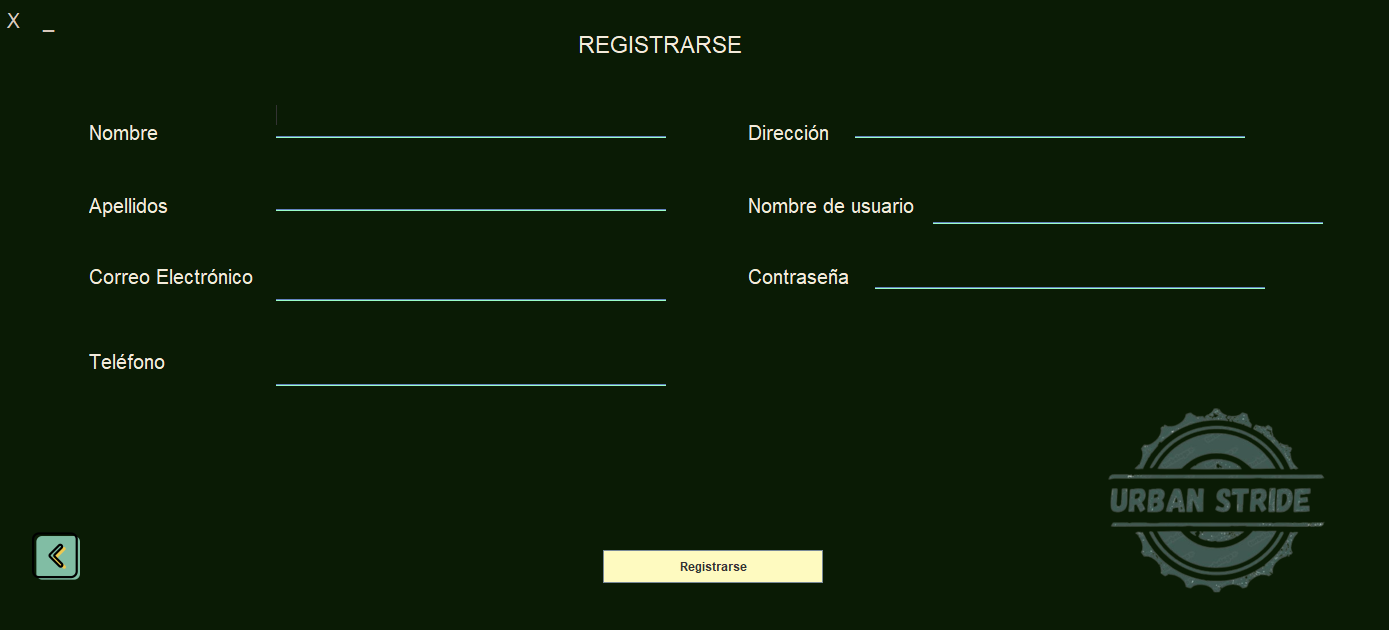 X _
REGISTRARSE
Nombre
Dirección
Apellidos
Nombre de usuario
Correo Electrónico
Contraseña
Teléfono
URBAN STRIDE
Registrarse